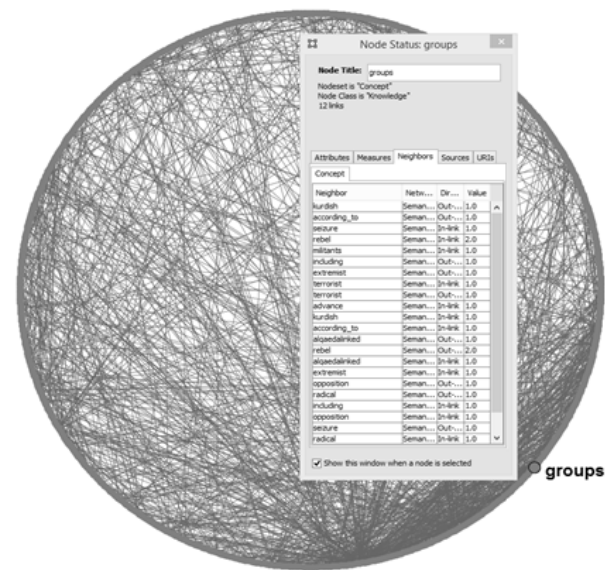 Node Status: groups
Node Title: groups
Nodeset is "Concept"
Node Class is "Knowledge"
12 links
Attributes Measures Neighbors Sources URIs
Concept
Neighbor Netw... Dir... Value
kurdish Seman... Out-... 1.0
according_to Seman... Out-... 1.0
seizure Seman... In-link 1.0
rebel Seman... In-link 2.0
militants Seman... In-link 1.0
including Seman... Out-... 1.0
extremist Seman... Out-... 1.0
terrorist Seman... In-link 1.0
terrorist Seman... Out-... 1.0
advance Seman... In-link 1.0
kurdish Seman... In-link 1.0
according_to Seman... In-link 1.0
alqaedalinked Seman... Out-... 1.0
rebel Seman... Out-... 2.0
alqaedalinked Seman... In-link 1.0
extremist Seman... In-link 1.0
opposition Seman... Out-... 1.0
radical Seman... Out-... 1.0
including Seman... In-link 1.0
opposition Seman... In-link 1.0
seizure Seman... Out-... 1.0
radical Seman... In-link 1.0
Show this window when a node is selected
groups